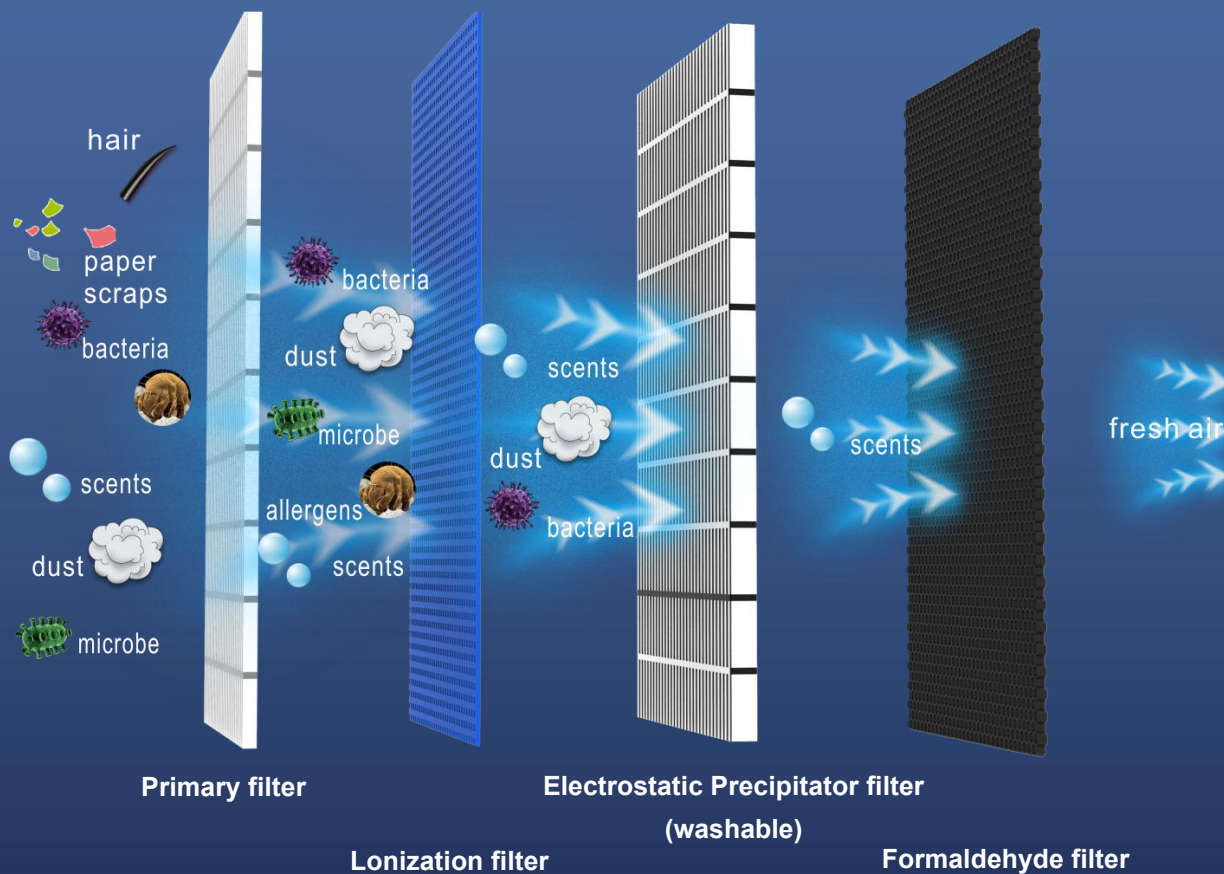 hair
paper
scraps
bacteria
scents
dust
microbe
bacteria
dust
microbe
allergens
scents
scents
dust
bacteria
scents
fresh air
Primary filter
Lonization filter
Electrostatic Precipitator filter
(washable)
Formaldehyde filter